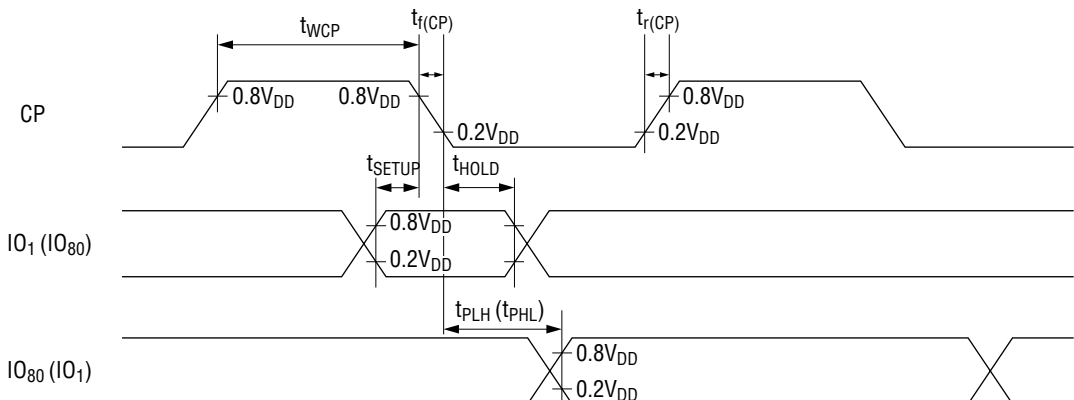 tWCP tf(CP) tr(CP)
CP 0.8VDD 0.8VDD 0.2VDD 0.8VDD 0.2VDD
tSETUP tHOLD
IO1 (IO80) 0.8VDD
0.2VDD
tPLH (tPHL)
IO80 (IO1) 0.8VDD
0.2VDD